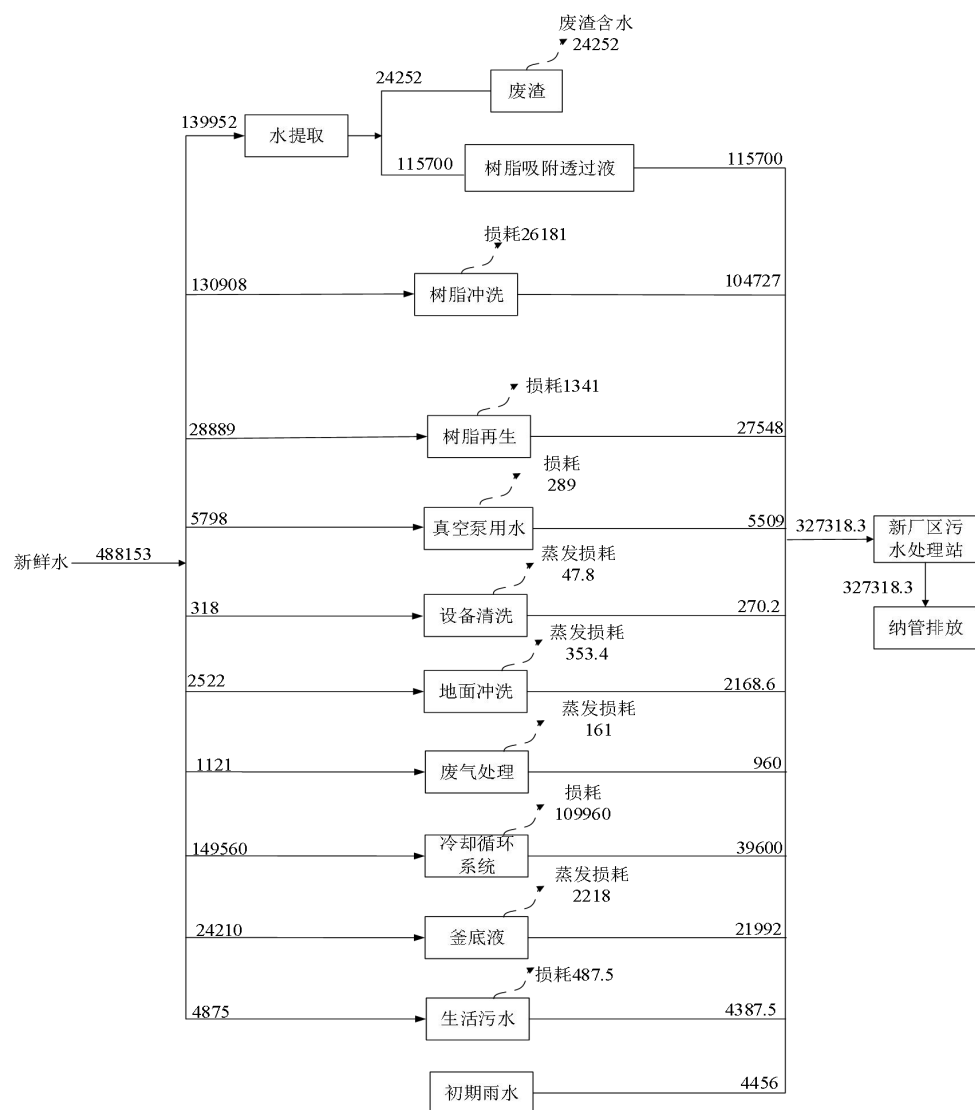 废渣含水
24252
24252
废渣
139952
水提取
115700
树脂吸附透过液
115700
损耗26181
130908
树脂冲洗
104727
损耗1341
28889
树脂再生
27548
损耗
289
5798
真空泵用水
5509
327318.3
新厂区污
水处理站
新鲜水
488153
蒸发损耗
47.8
327318.3
318
设备清洗
270.2
纳管排放
蒸发损耗
353.4
2522
地面冲洗
2168.6
蒸发损耗
161
1121
废气处理
960
损耗
109960
149560
冷却循环
系统
39600
蒸发损耗
2218
24210
釜底液
21992
损耗487.5
4875
生活污水
4387.5
初期雨水
4456